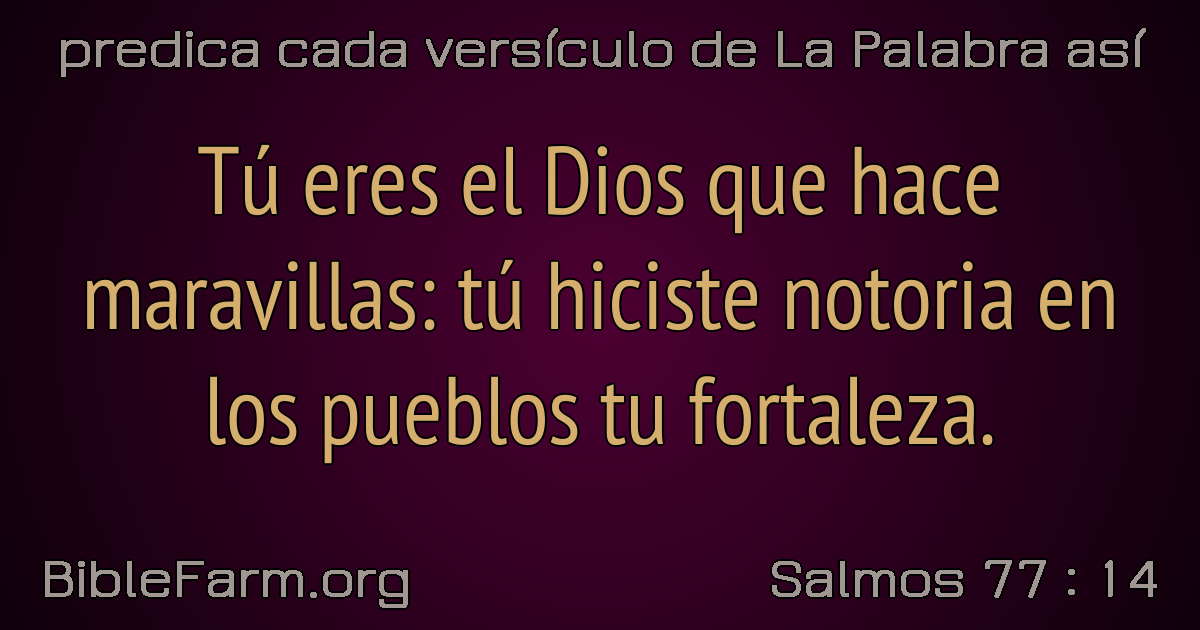 predica cada versículo de La Palabra así
Tú eres el Dios que hace
maravillas: tú hiciste notoria en
los pueblos tu fortaleza.
BibleFarm.org
Salmos 77 : 14